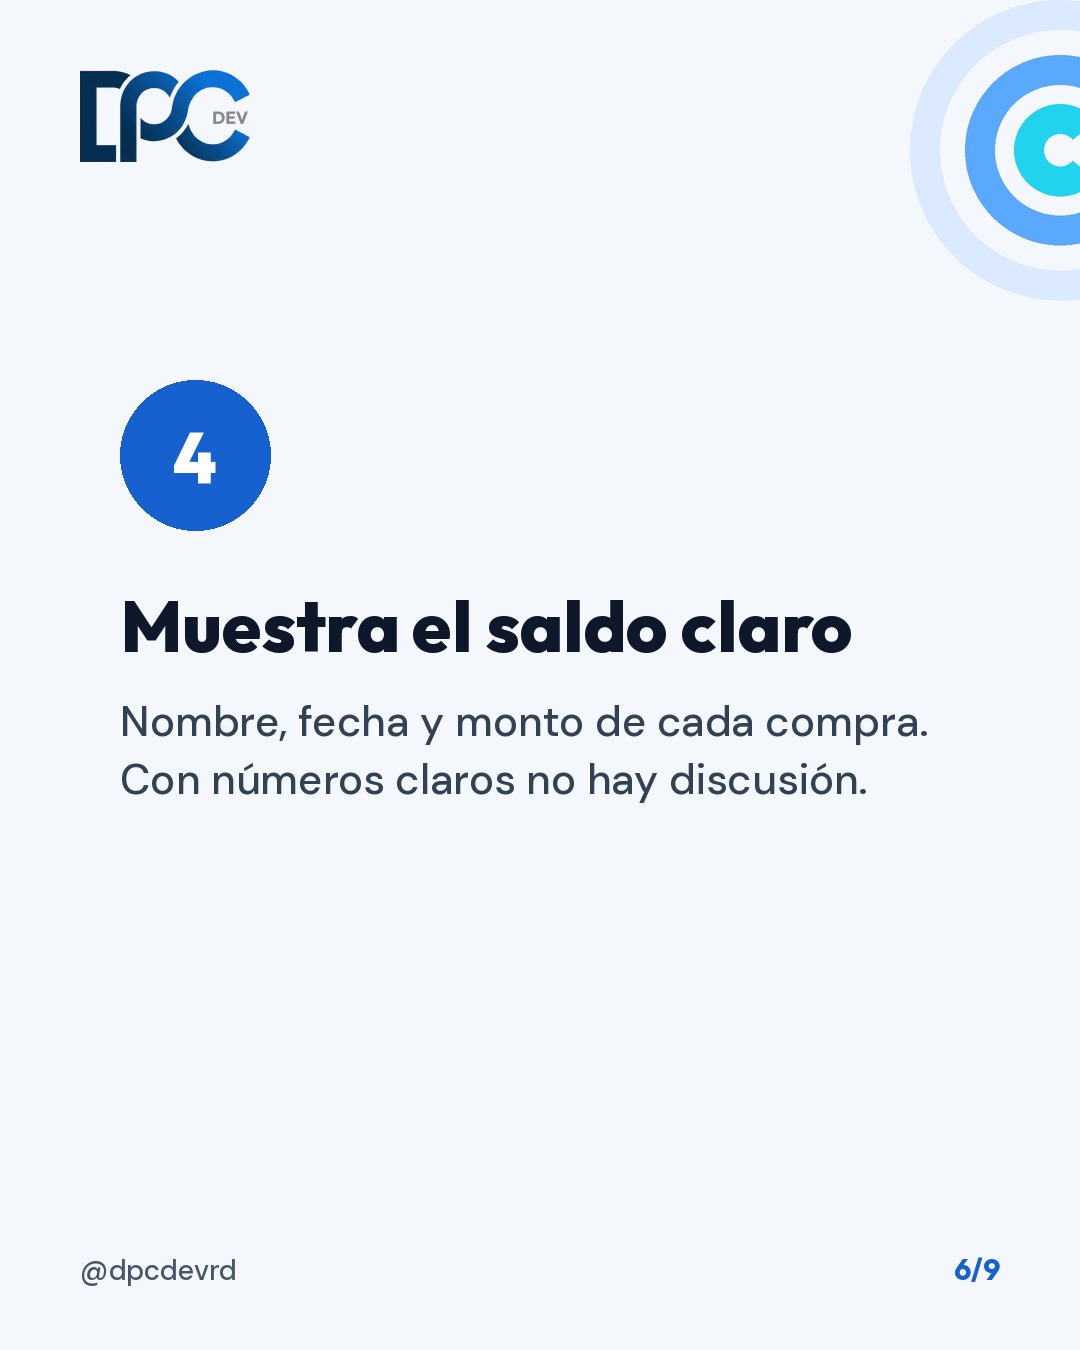 DPC
DEV
4
Muestra el saldo claro
Nombre, fecha y monto de cada compra.
Con números claros no hay discusión.
@dpcdevrd
6/9